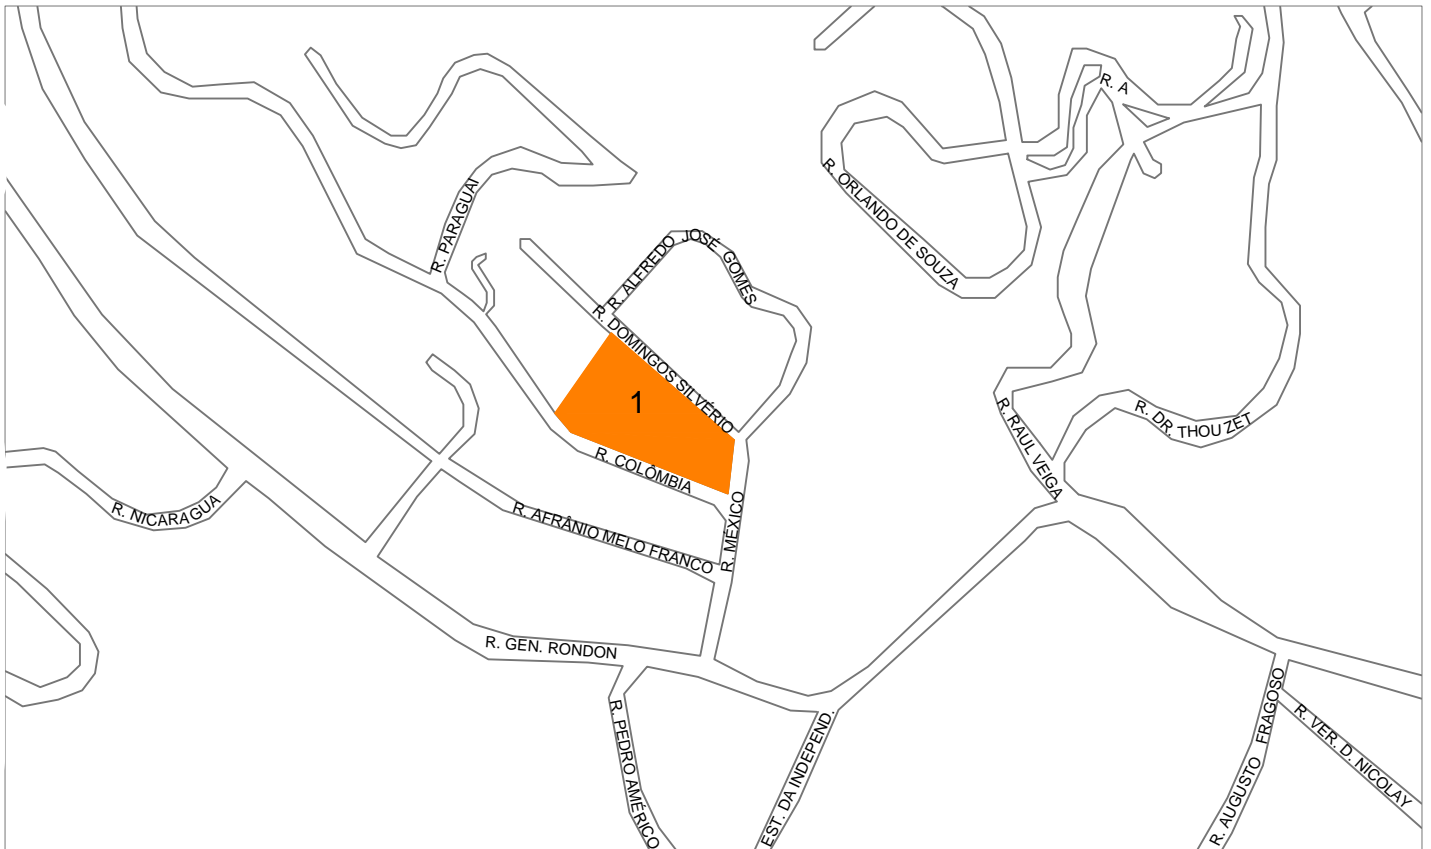 R. A
R. ORLANDO DE SOUZA
R. PARAGUAI
R. ALFREDO JOSÉ GOMES
R. DOMINGOS SILVÉRIO
1
R. COLÔMBIA
R. RAUL VEIGA
R. DR. THOUZET
R. NICARAGUA
R. AFRÂNIO MELO FRANCO
R. MÉXICO
R. GEN. RONDON
R. PEDRO AMÉRICO
EST. DA INDEPEND.
R. AUGUSTO FRAGOSO
R. VER. D. NICOLAY